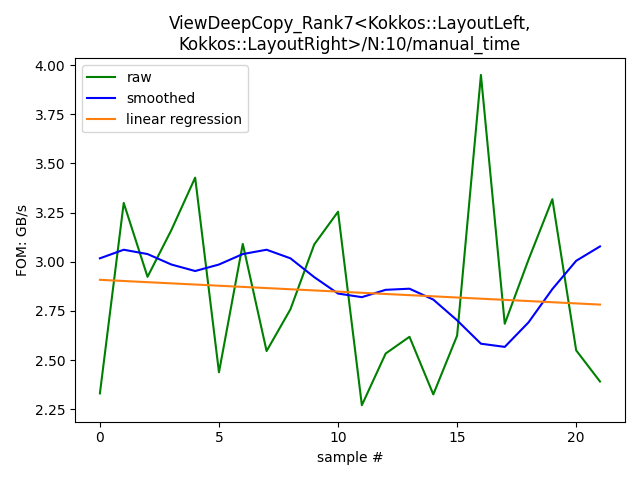 ViewDeepCopy_Rank7<Kokkos::LayoutLeft,
Kokkos::LayoutRight>/N:10/manual_time
raw
smoothed
linear regression
FOM: GB/s
4.00
3.75
3.50
3.25
3.00
2.75
2.50
2.25
0
5
10
15
20
sample #